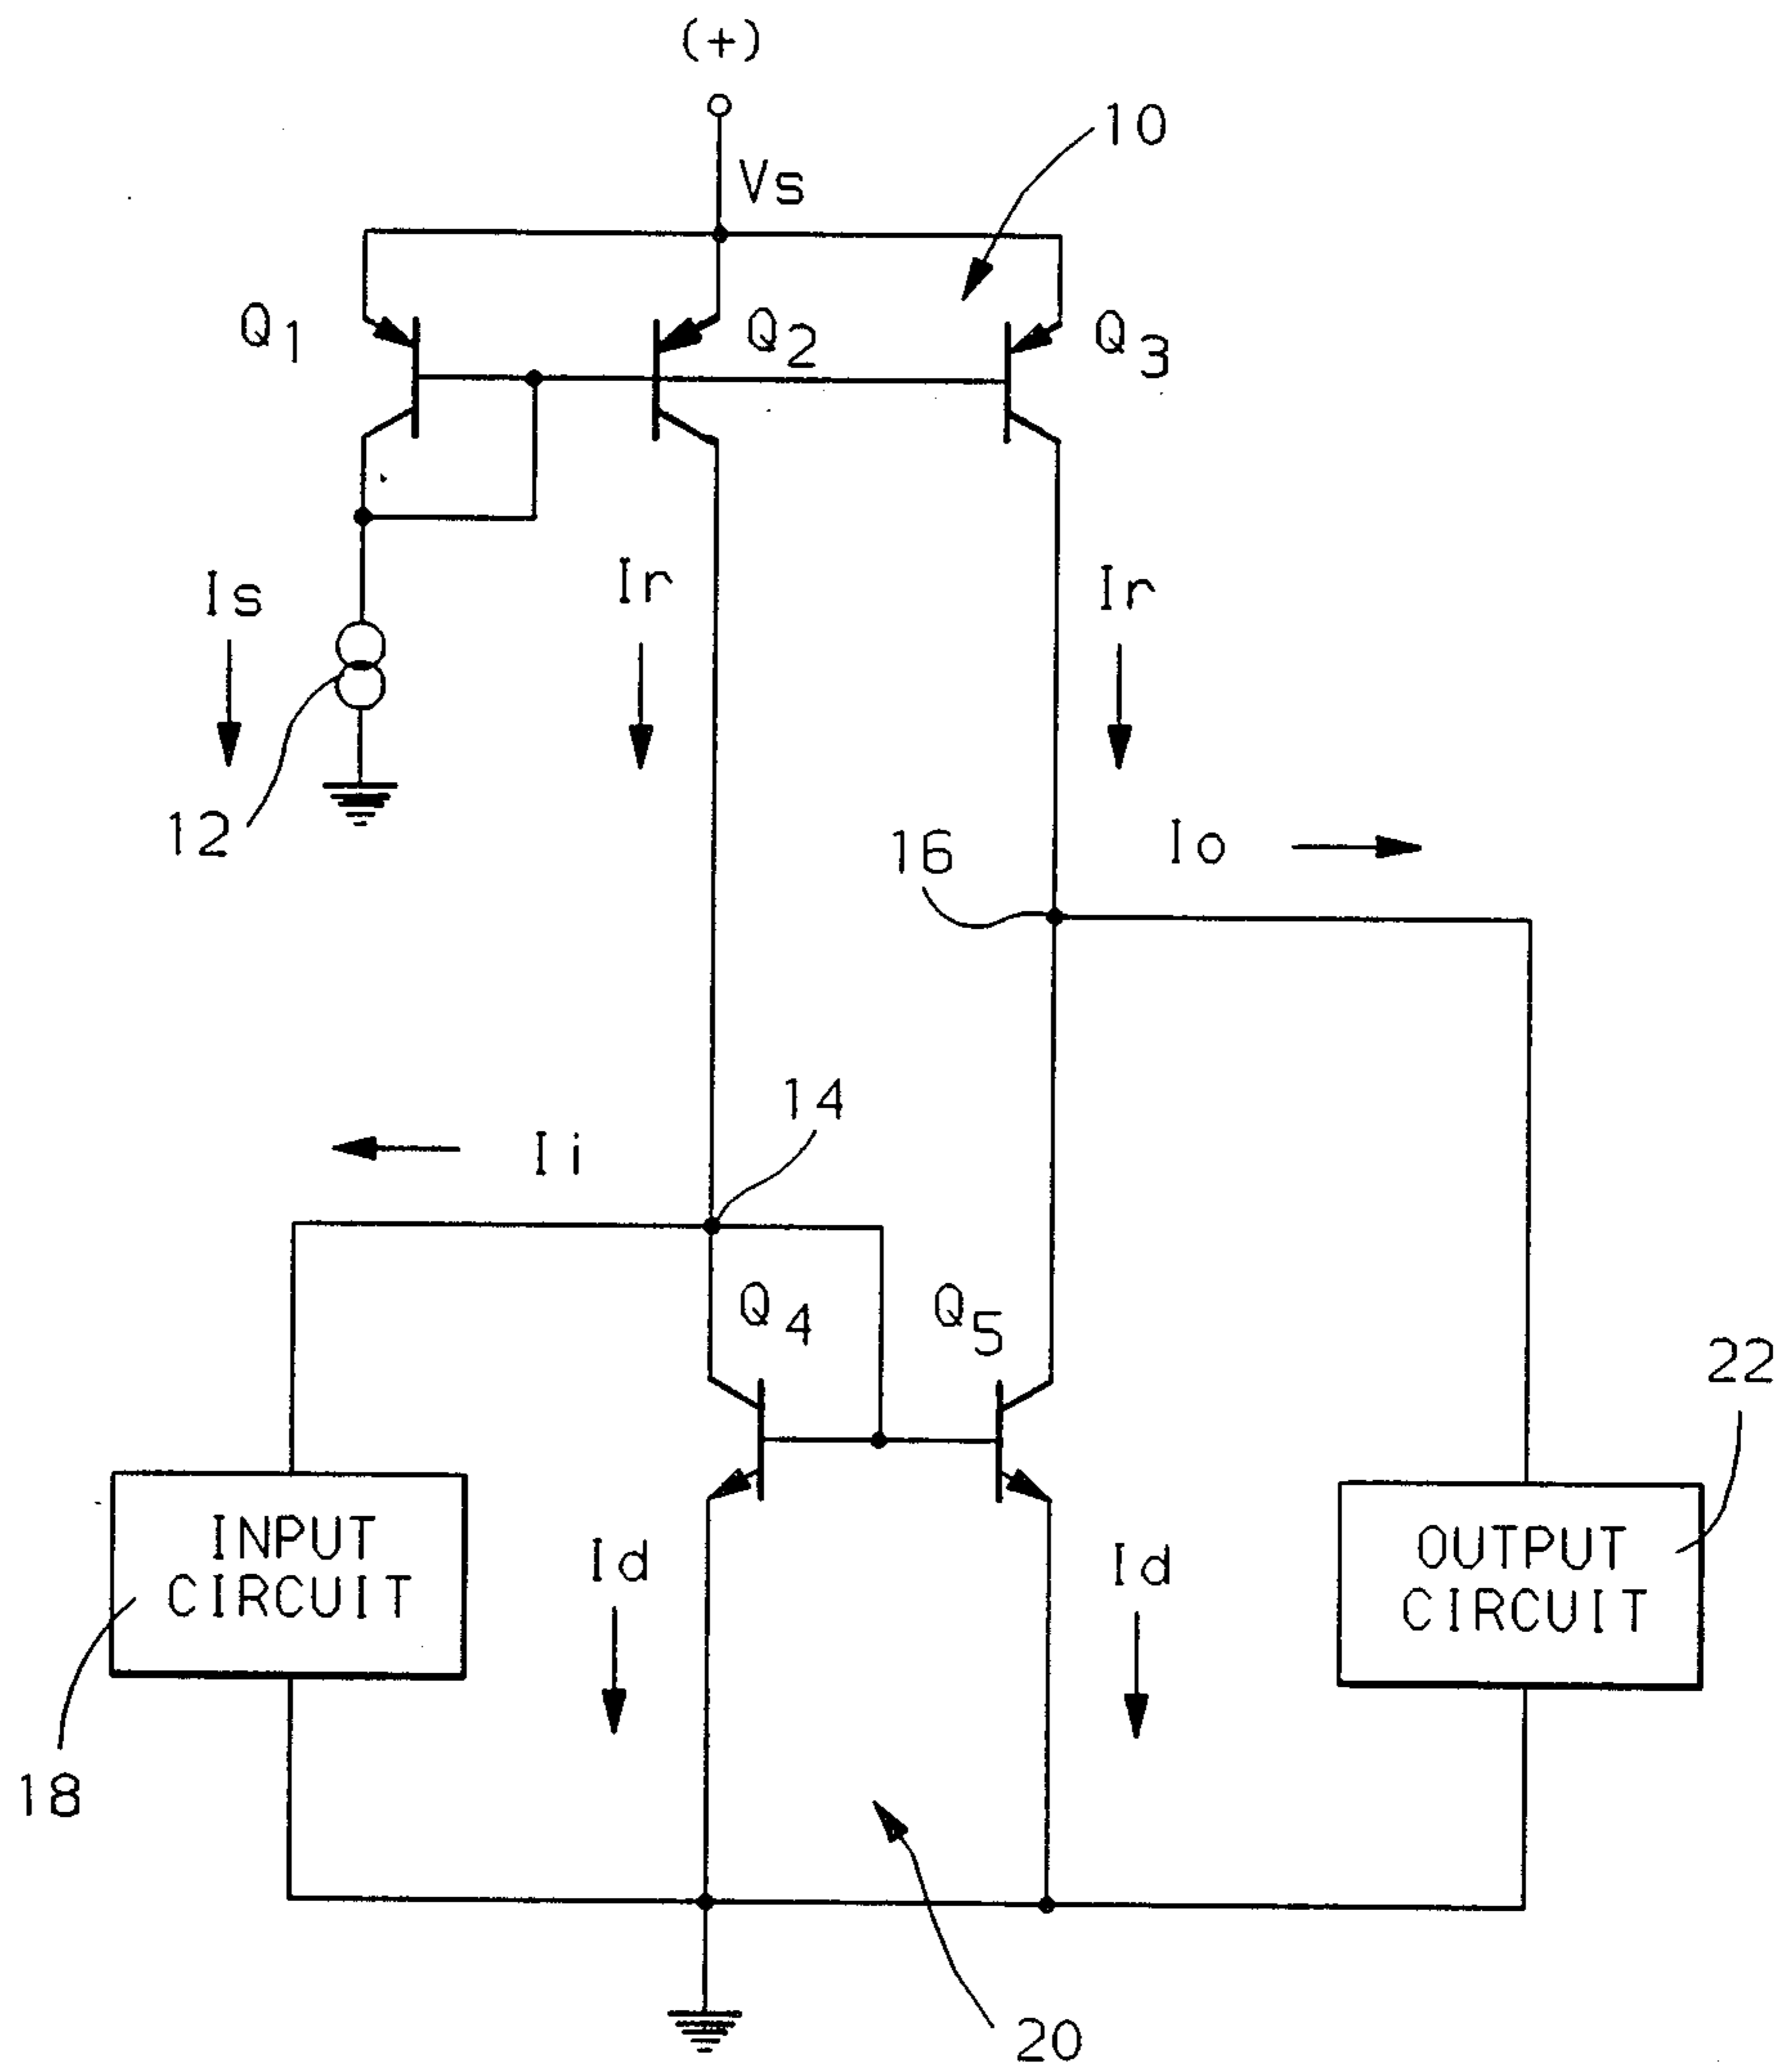 (+)
10
Vs
Q1
Q2
Q3
Is
Ir
Ir
12
16
Io
14
Ii
Q4
Q5
22
INPUT
CIRCUIT
Id
Id
OUTPUT
CIRCUIT
18
20